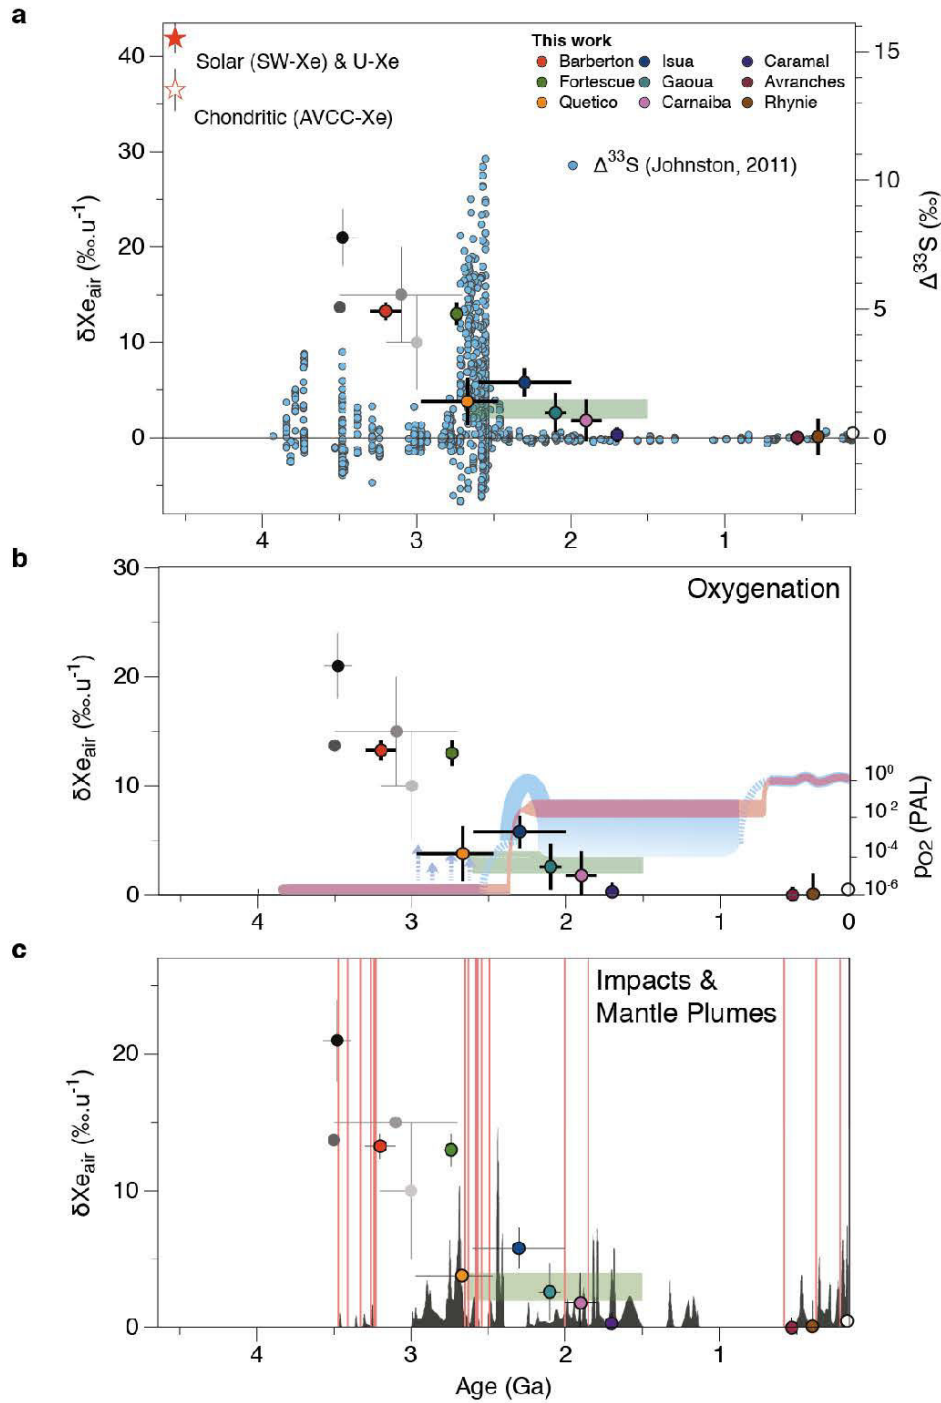 a
40
30
20
10
0
δXe_air (‰.u⁻¹)
Solar (SW-Xe) & U-Xe
Chondritic (AVCC-Xe)
This work
Barberton Isua Caramal
Fortescue Gaoua Avranches
Quetico Carnaiba Rhynie
Δ³³S (Johnston, 2011)
15
10
5
0
Δ³³S (‰)
4 3 2 1
b
30
20
10
0
δXe_air (‰.u⁻¹)
Oxygenation
10⁰
10⁻²
10⁻⁴
10⁻⁶
pO2 (PAL)
4 3 2 1 0
c
20
10
0
δXe_air (‰.u⁻¹)
Impacts &
Mantle Plumes
4 3 2 1
Age (Ga)